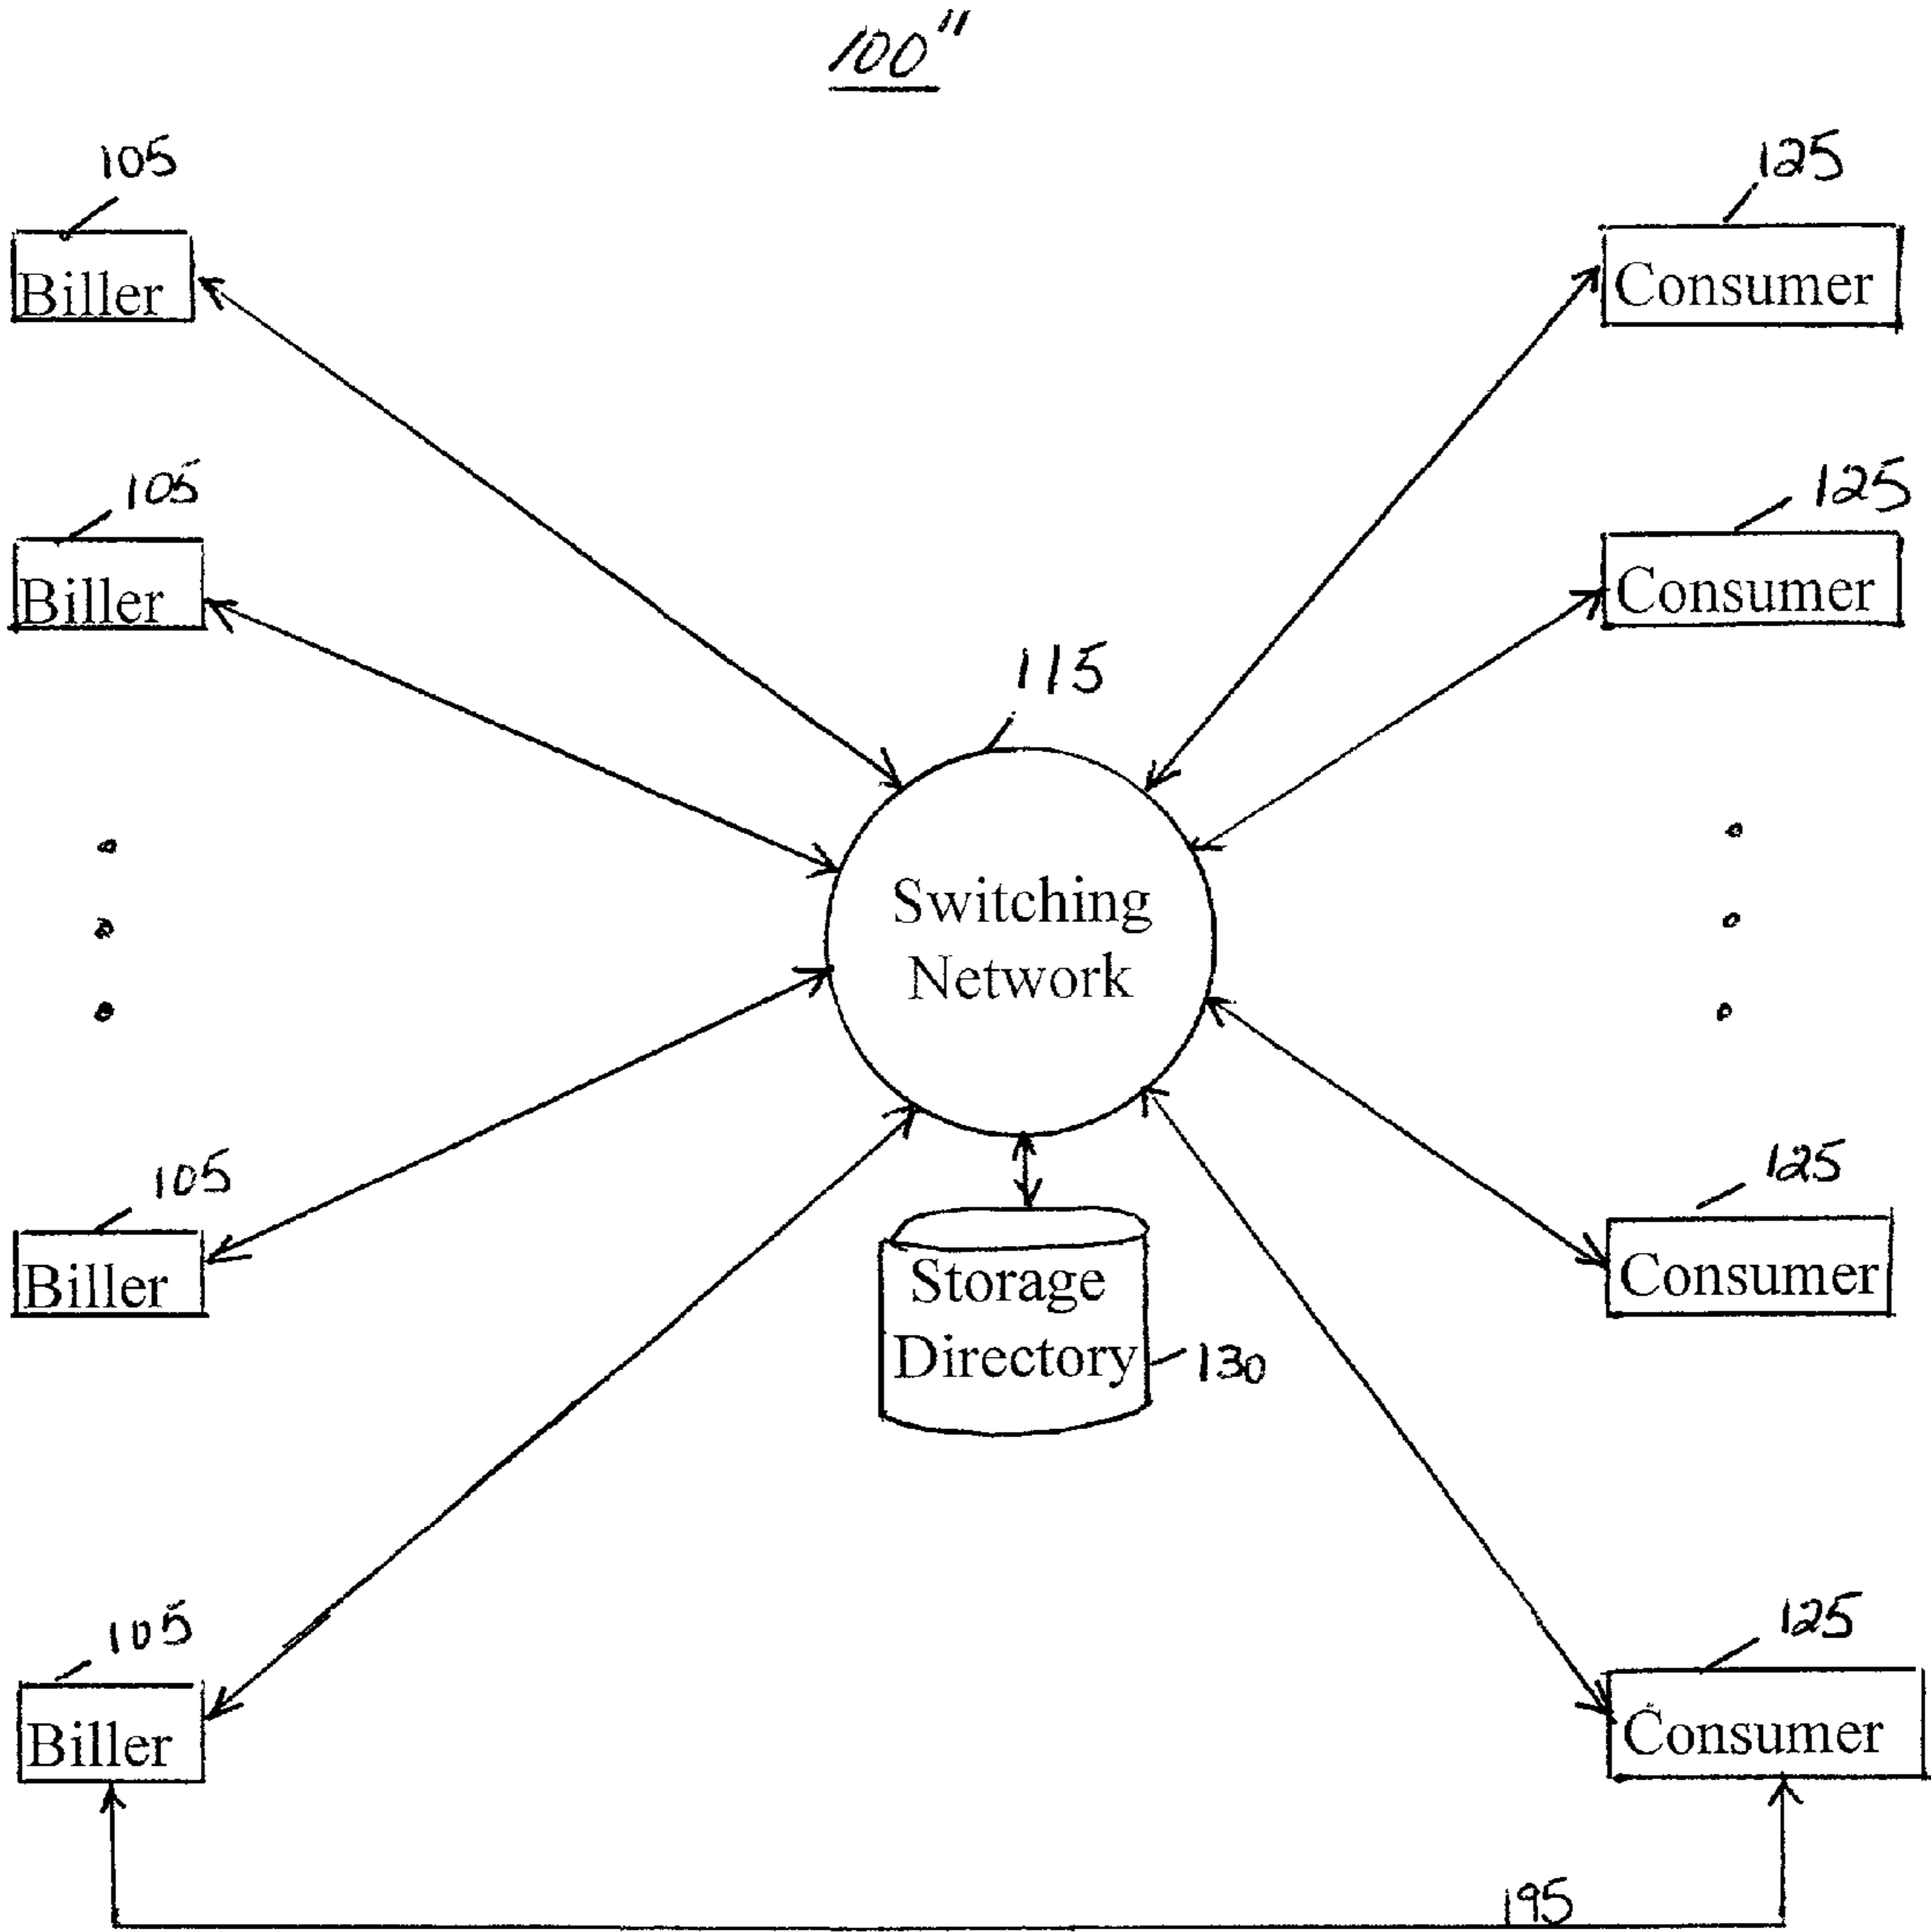 100"
105
125
Biller
Consumer
105
125
Biller
Consumer
115
Switching
Network
105
125
Biller
Consumer
Storage
Directory
130
105
125
Biller
Consumer
195